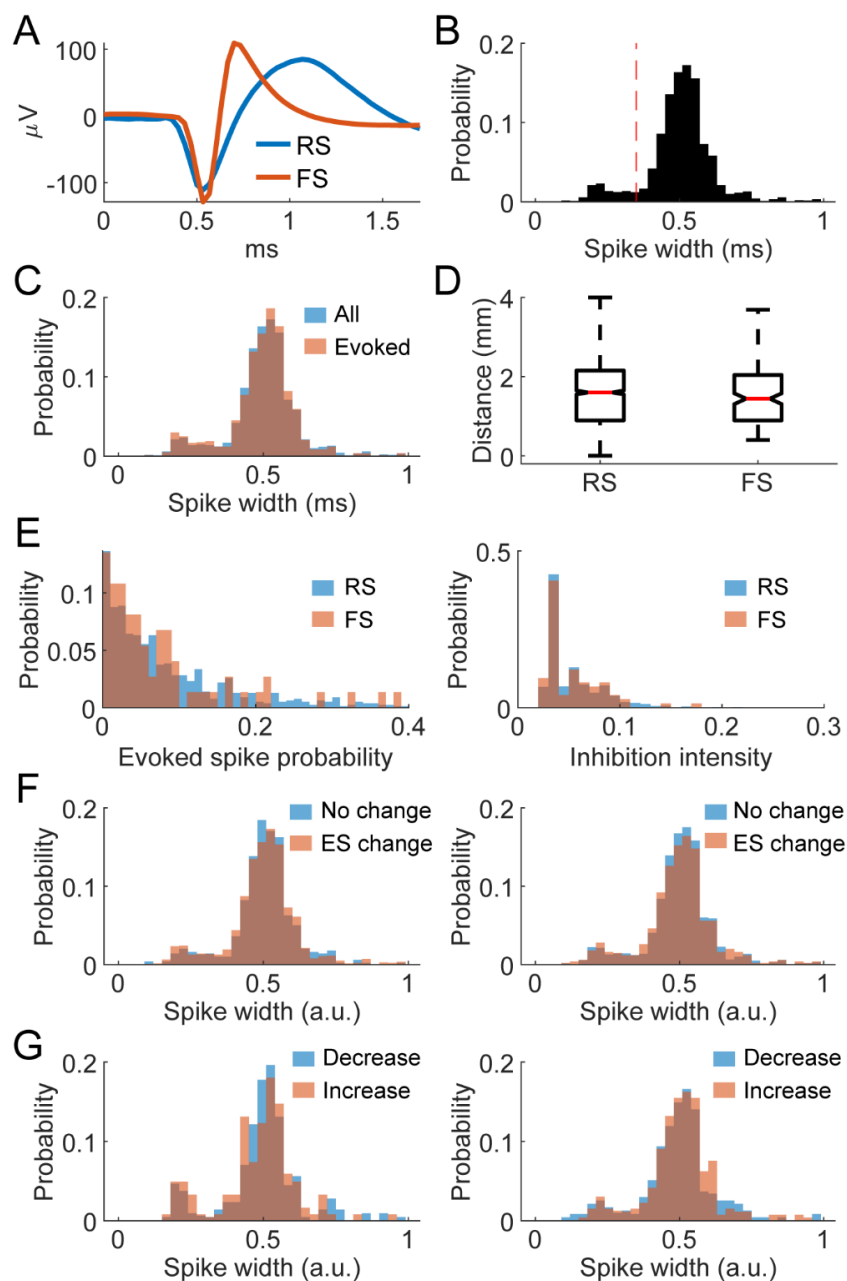 A
100
0
-100
μV
RS
FS
0
0.5
1
1.5
ms
B
0.2
0.1
0
Probability
0
0.5
1
Spike width (ms)
C
0.2
0.1
0
Probability
All
Evoked
0
0.5
1
Spike width (ms)
D
4
2
0
Distance (mm)
RS
FS
E
0.1
0.05
0
Probability
RS
FS
0
0.2
0.4
Evoked spike probability
0.5
0
Probability
RS
FS
0
0.1
0.2
0.3
Inhibition intensity
F
0.2
0.1
0
Probability
No change
ES change
0
0.5
1
Spike width (a.u.)
0.2
0.1
0
Probability
No change
ES change
0
0.5
1
Spike width (a.u.)
G
0.2
0.1
0
Probability
Decrease
Increase
0
0.5
1
Spike width (a.u.)
0.2
0.1
0
Probability
Decrease
Increase
0
0.5
1
Spike width (a.u.)